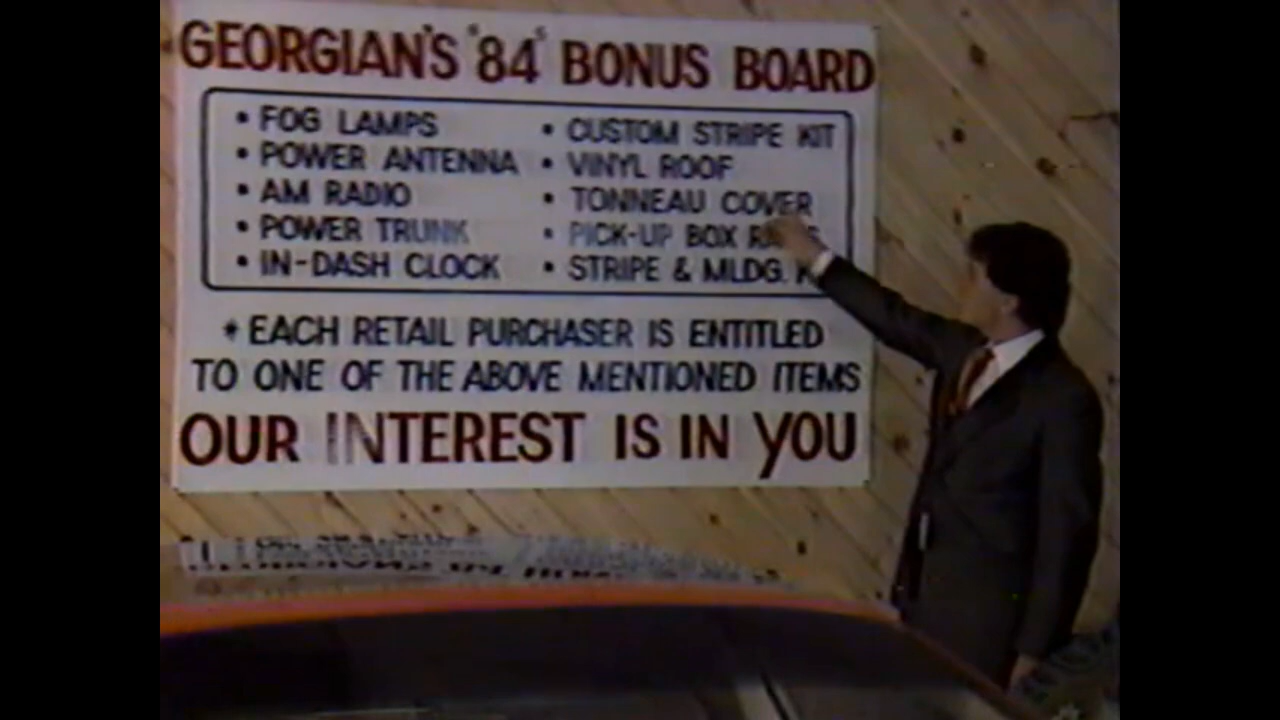 GEORGIAN'S "84" BONUS BOARD
• FOG LAMPS
• POWER ANTENNA
• AM RADIO
• POWER TRUNK
• IN-DASH CLOCK
• CUSTOM STRIPE KIT
• VINYL ROOF
• TONNEAU COVER
• PICK-UP BOX
• STRIPE & MLDG.
* EACH RETAIL PURCHASER IS ENTITLED
TO ONE OF THE ABOVE MENTIONED ITEMS
OUR INTEREST IS IN YOU